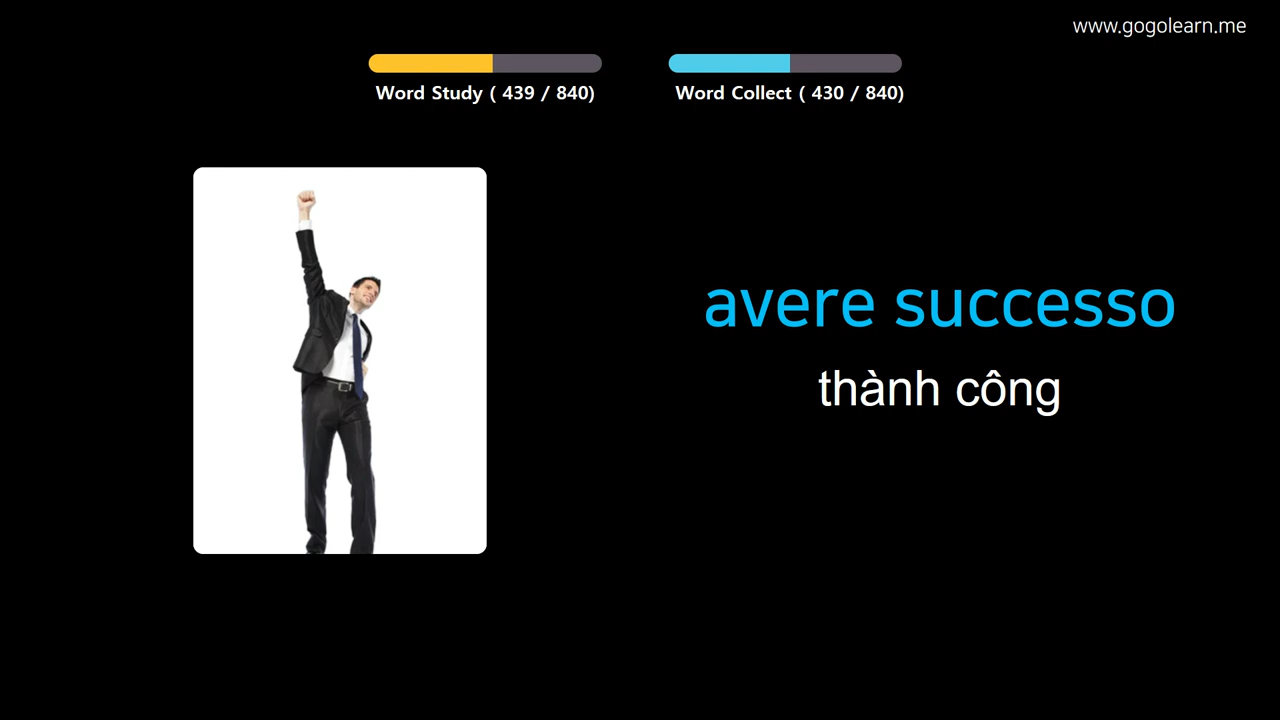 www.gogolearn.me
Word Study ( 439 / 840)
Word Collect ( 430 / 840)
avere successo
thành công